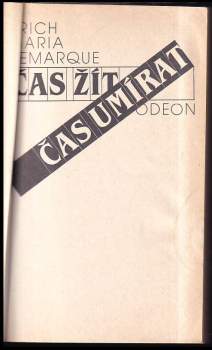 RICH
ARIA
EMARQUE
ČAS ŽÍT
ČAS UMÍRAT
ODEON